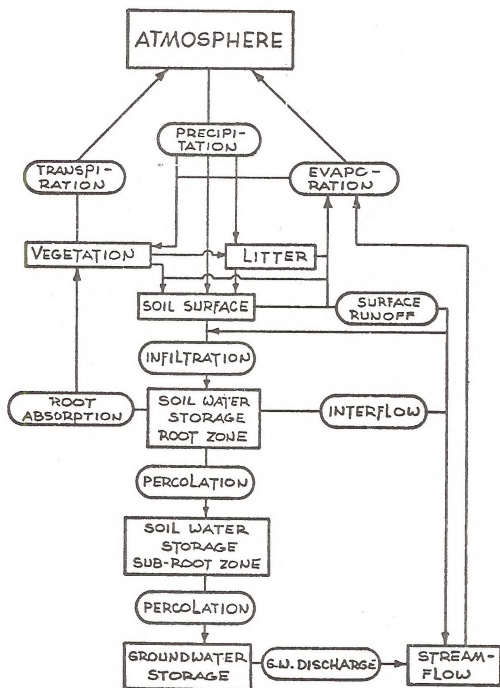 ATMOSPHERE
PRECIPI-
TATION
TRANSPI-
RATION
EVAPO-
RATION
VEGETATION
LITTER
SOIL SURFACE
SURFACE
RUNOFF
INFILTRATION
ROOT
ABSORPTION
SOIL WATER
STORAGE
ROOT ZONE
INTERFLOW
PERCOLATION
SOIL WATER
STORAGE
SUB-ROOT ZONE
PERCOLATION
GROUNDWATER
STORAGE
G.W. DISCHARGE
STREAM-
FLOW